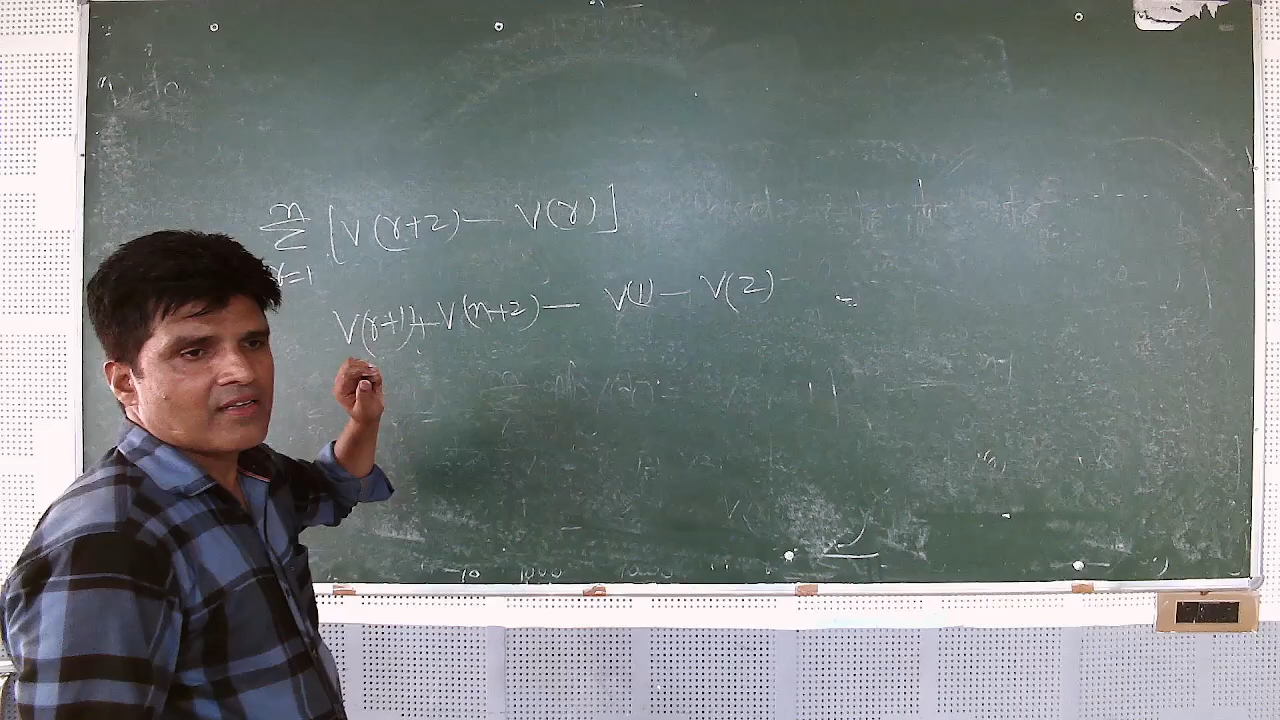 n
Σ [V(r+2) - V(r)]
r=1
V(r+1) + V(n+2) - V(1) - V(2)